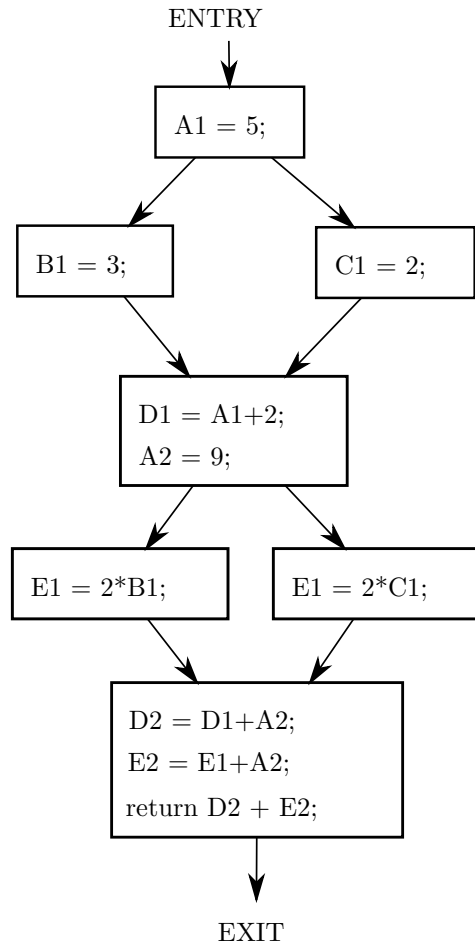 ENTRY
A1 = 5;
B1 = 3;
C1 = 2;
D1 = A1+2;
A2 = 9;
E1 = 2*B1;
E1 = 2*C1;
D2 = D1+A2;
E2 = E1+A2;
return D2 + E2;
EXIT